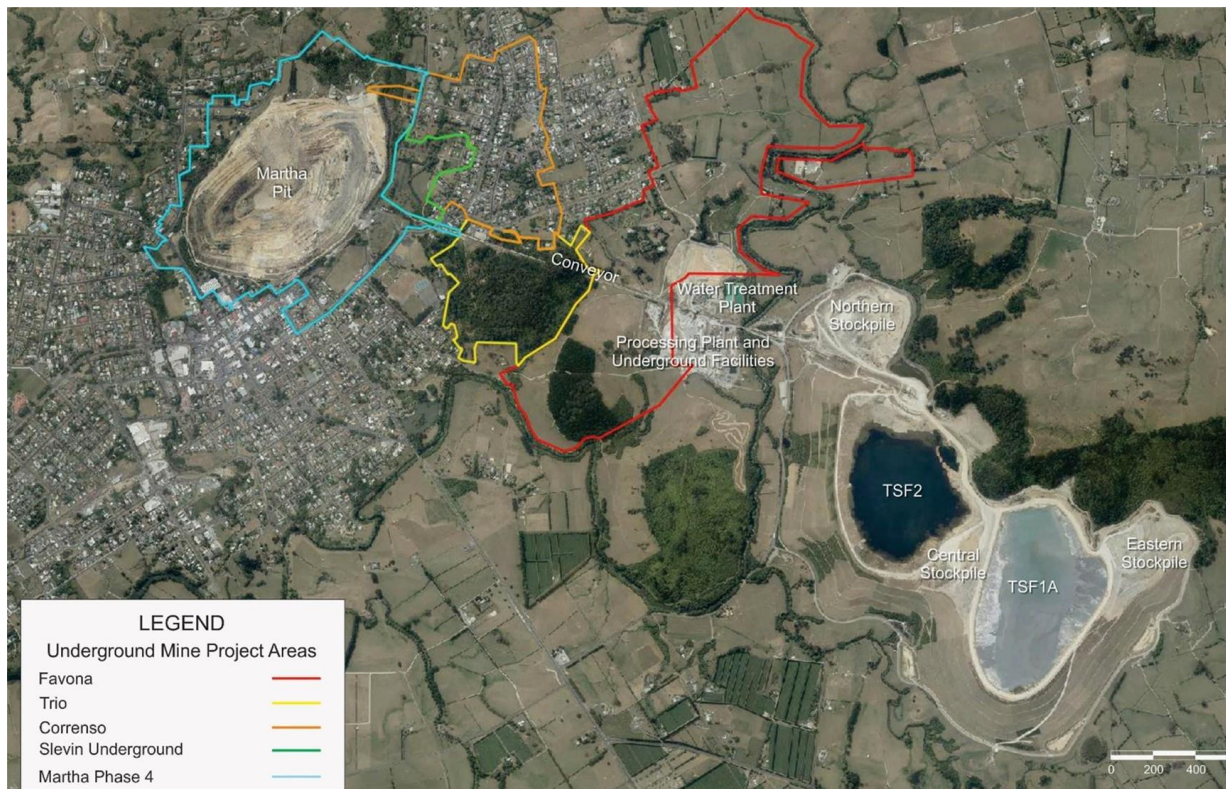 Martha
Pit
Conveyor
Water Treatment
Plant
Northern
Stockpile
Processing Plant and
Underground Facilities
TSF2
Central
Stockpile
TSF1A
Eastern
Stockpile
LEGEND
Underground Mine Project Areas
Favona
Trio
Correnso
Slevin Underground
Martha Phase 4
0 200 400